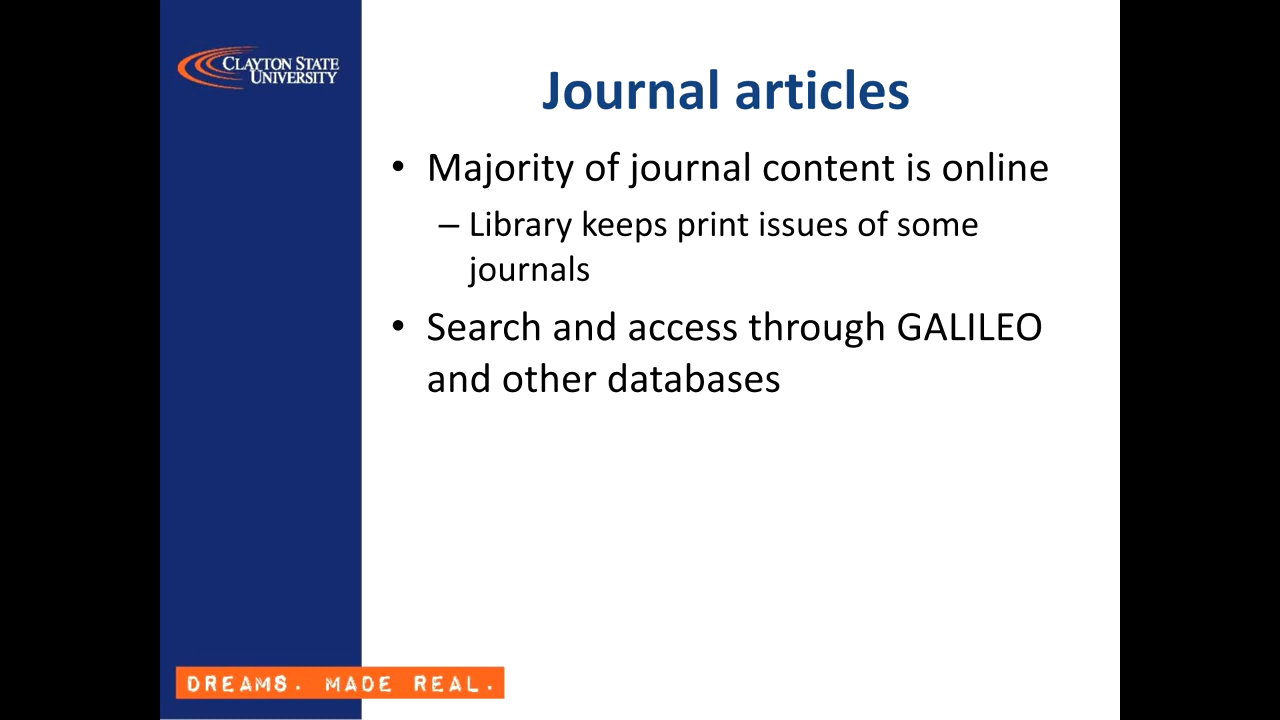 CLAYTON STATE
UNIVERSITY
Journal articles
• Majority of journal content is online
– Library keeps print issues of some
journals
• Search and access through GALILEO
and other databases
DREAMS. MADE REAL.